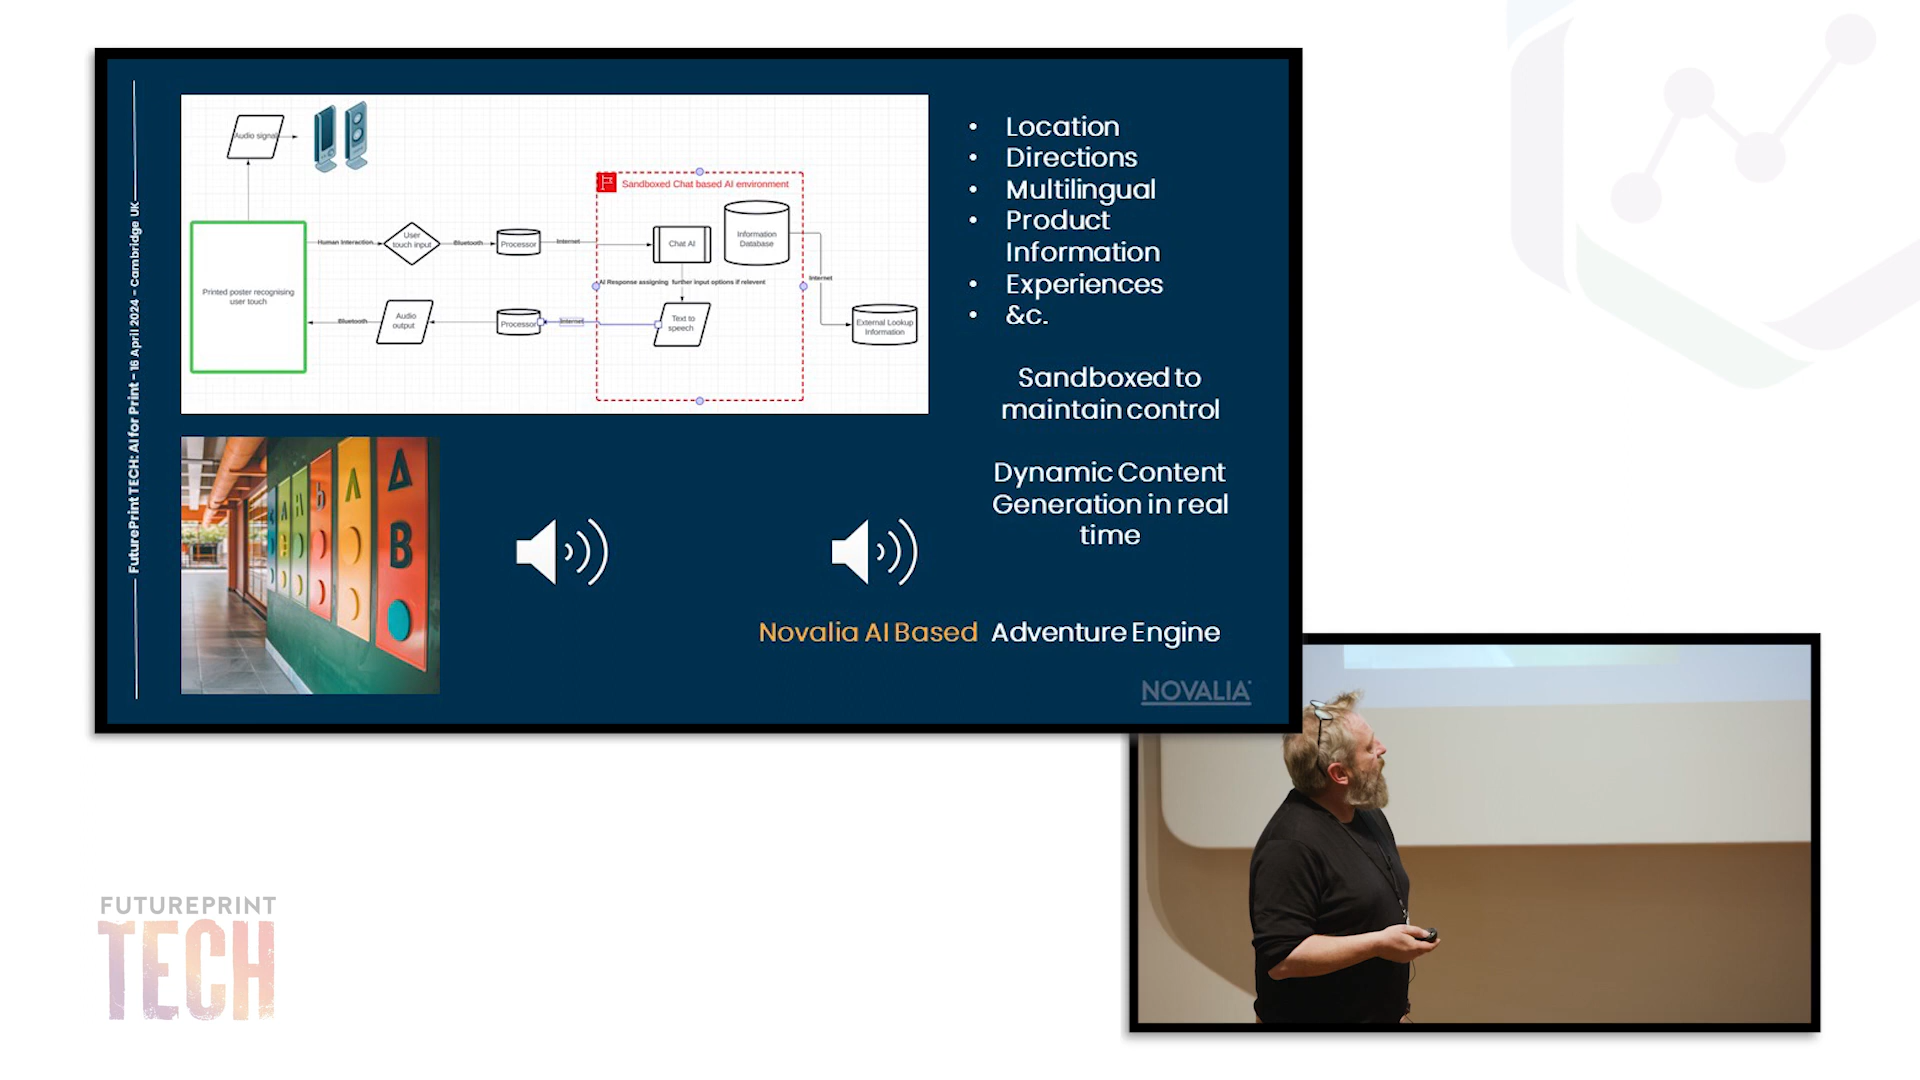 FuturePrint TECH: AI for Print – 16 April 2024 – Cambridge UK
Audio signal
Sandboxed Chat based AI environment
Printed poster recognising
user touch
Human Interaction
User
touch input
Bluetooth
Processor
Internet
Chat AI
Information
Database
AI Response assigning further input options if relevent
Internet
Bluetooth
Audio
output
Processor
Internet
Text to
speech
External Lookup
Information
• Location
• Directions
• Multilingual
• Product
Information
• Experiences
• &c.
Sandboxed to
maintain control
Dynamic Content
Generation in real
time
Δ
B
Novalia AI Based Adventure Engine
NOVALIA
FUTUREPRINT
TECH